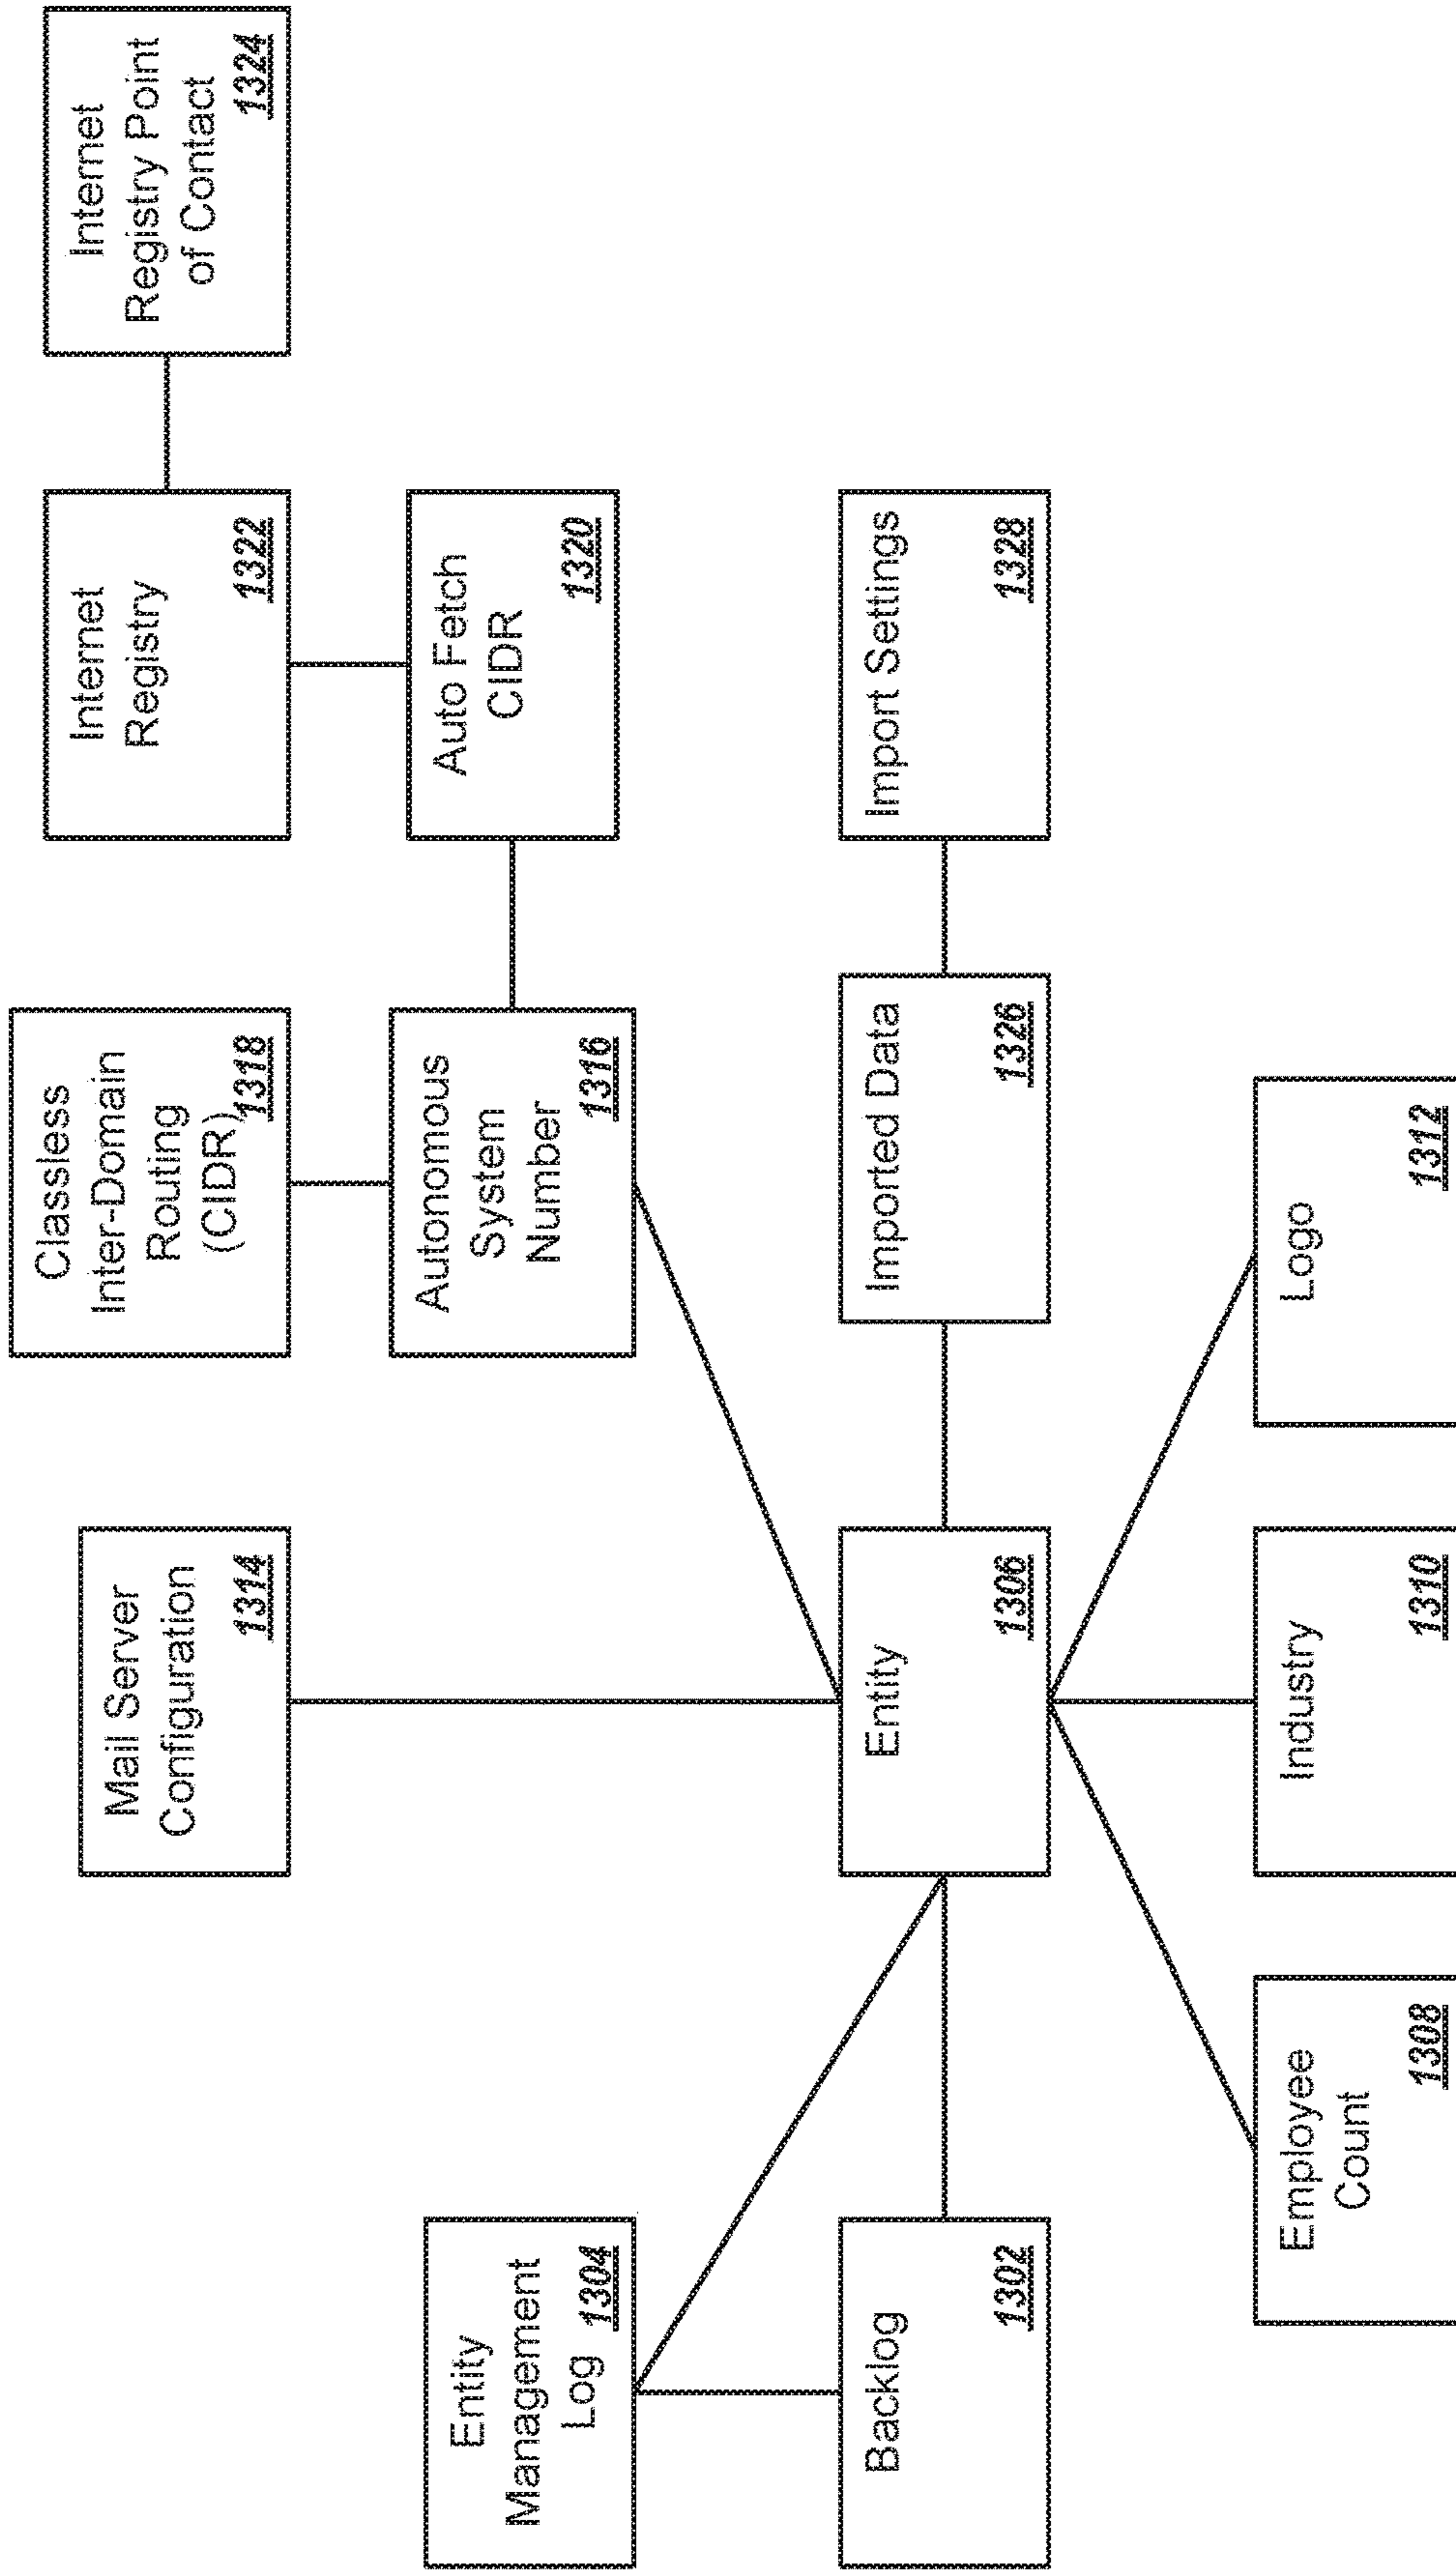 Classless
Inter-Domain
Routing
(CIDR)
1318
Internet
Registry
1322
Internet
Registry Point
of Contact
1324
Mail Server
Configuration
1314
Entity
Management
Log
1304
Autonomous
System
Number
1316
Auto Fetch
CIDR
1320
Backlog
1302
Entity
1306
Imported Data
1326
Import Settings
1328
Employee
Count
1308
Industry
1310
Logo
1312